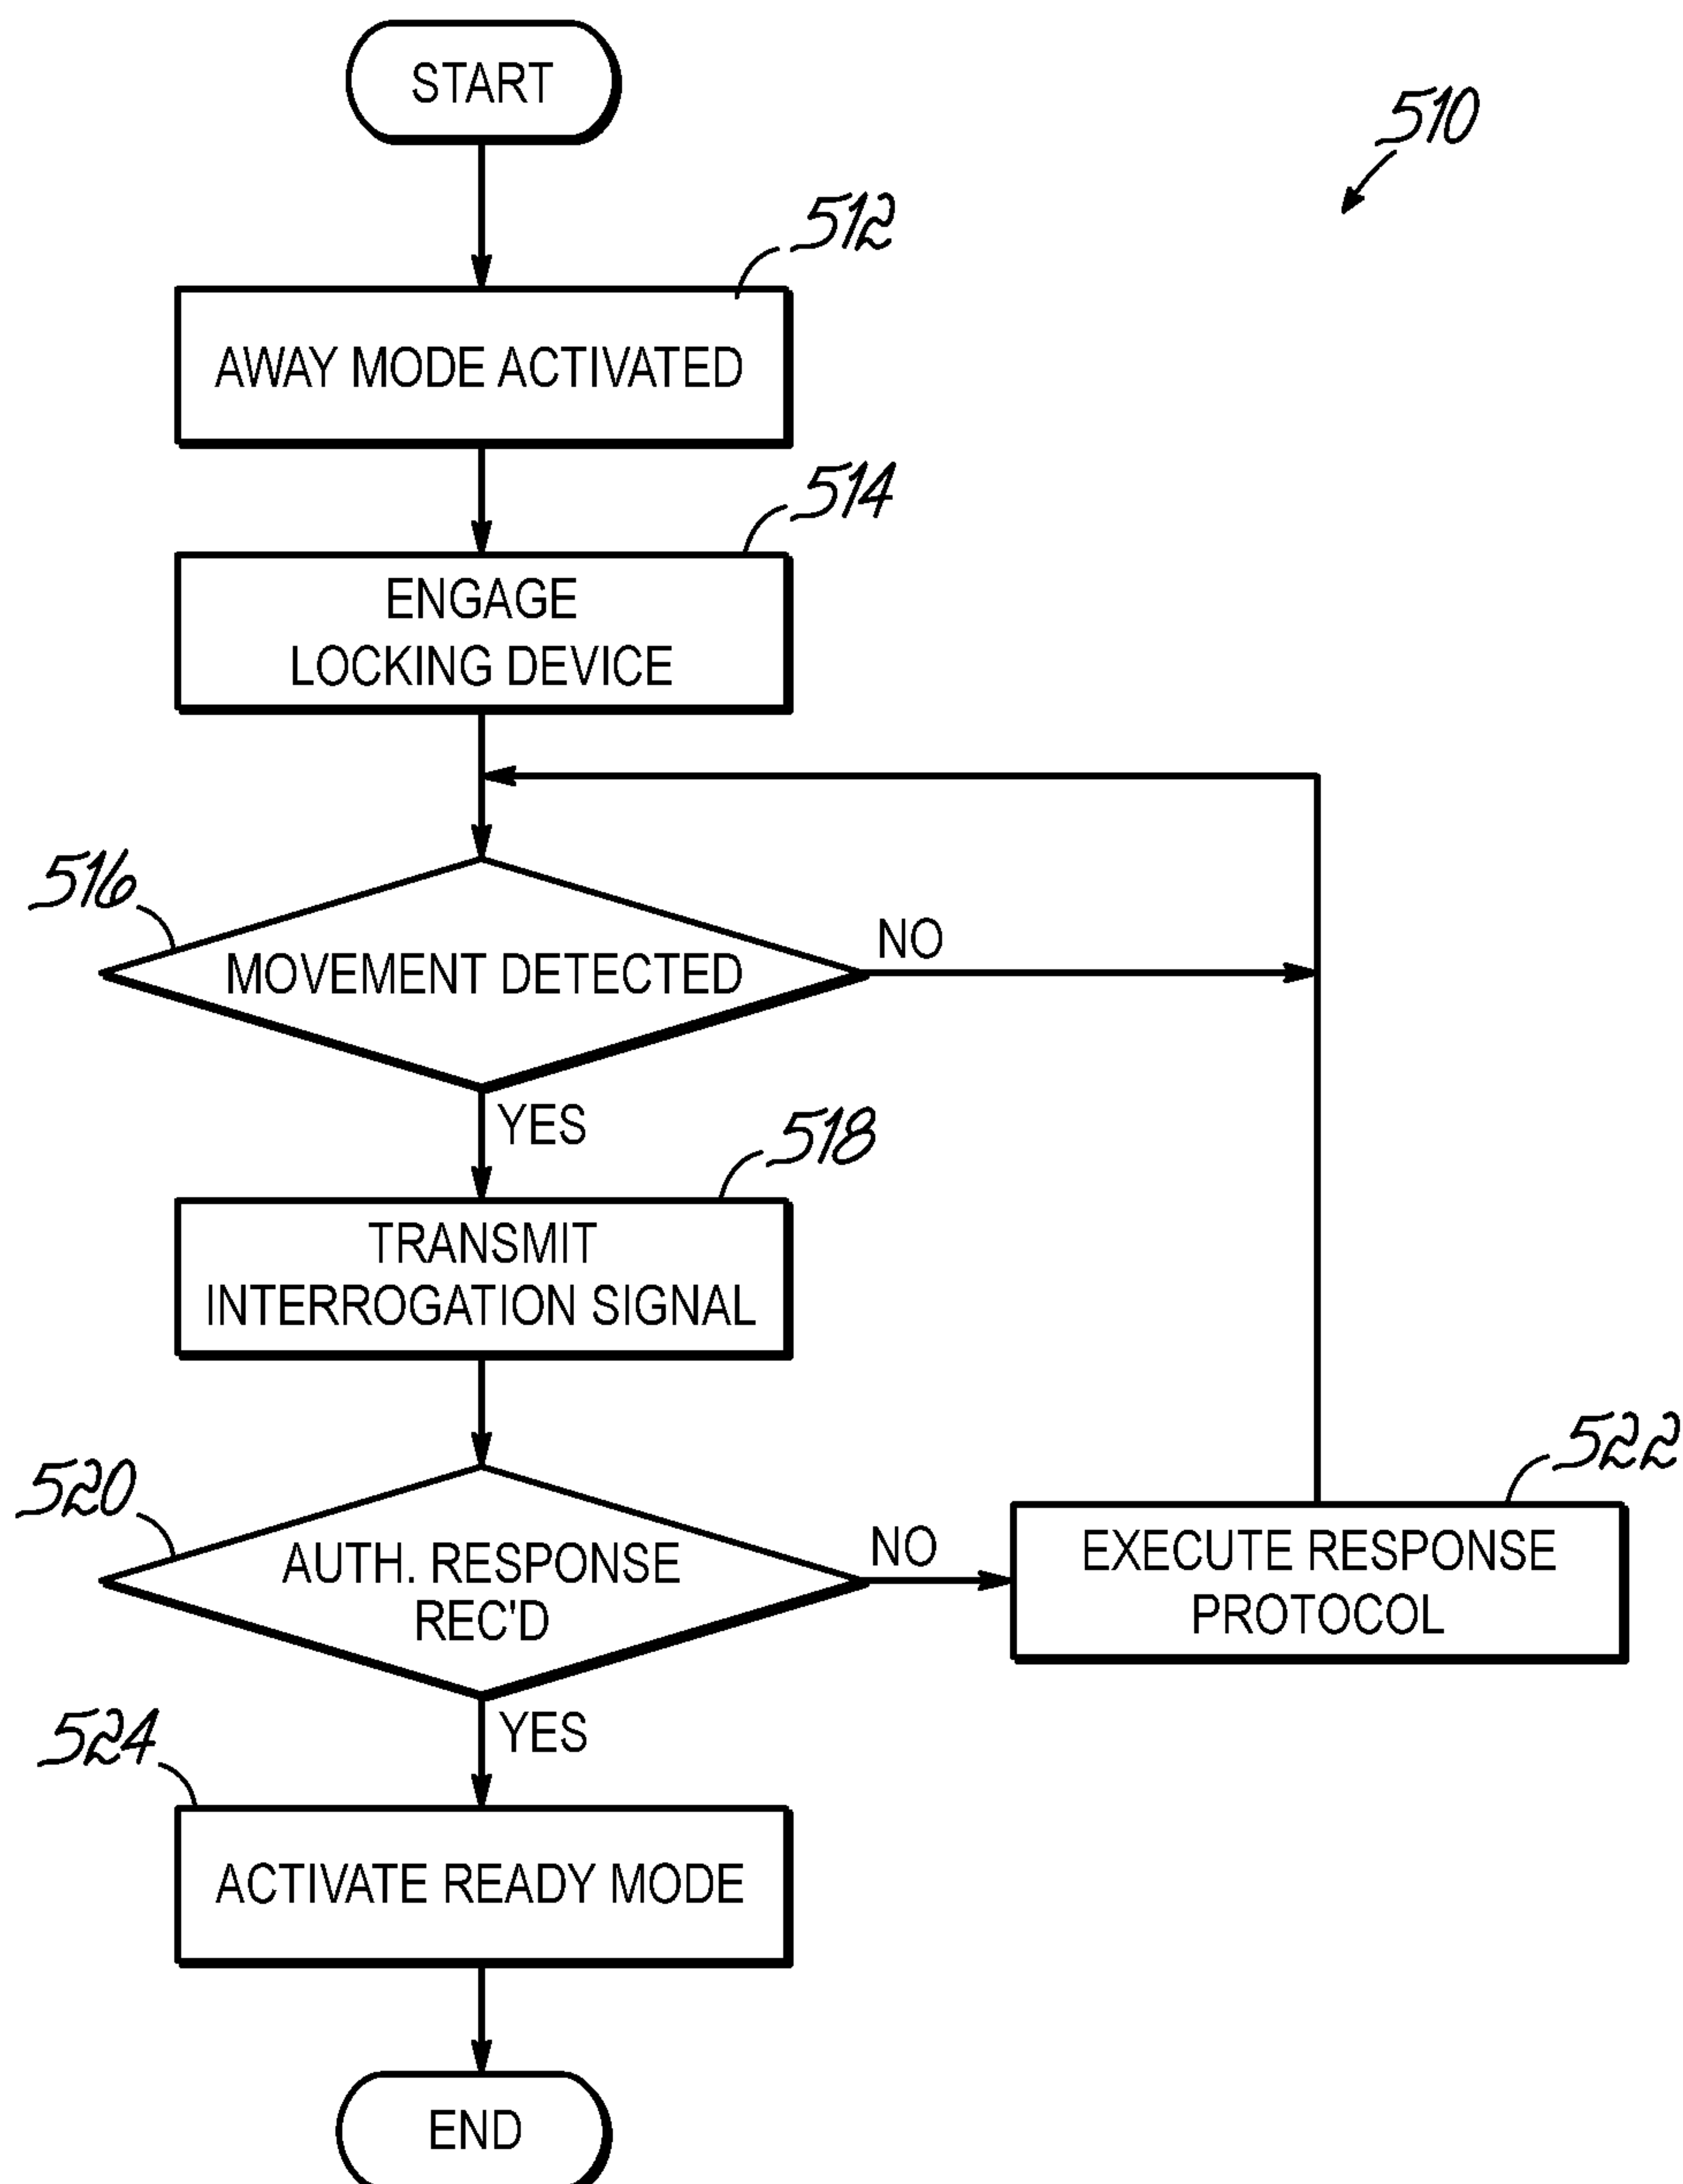 START
510
512
AWAY MODE ACTIVATED
514
ENGAGE
LOCKING DEVICE
516
MOVEMENT DETECTED
NO
YES
518
TRANSMIT
INTERROGATION SIGNAL
520
AUTH. RESPONSE
REC'D
NO
522
EXECUTE RESPONSE
PROTOCOL
YES
524
ACTIVATE READY MODE
END